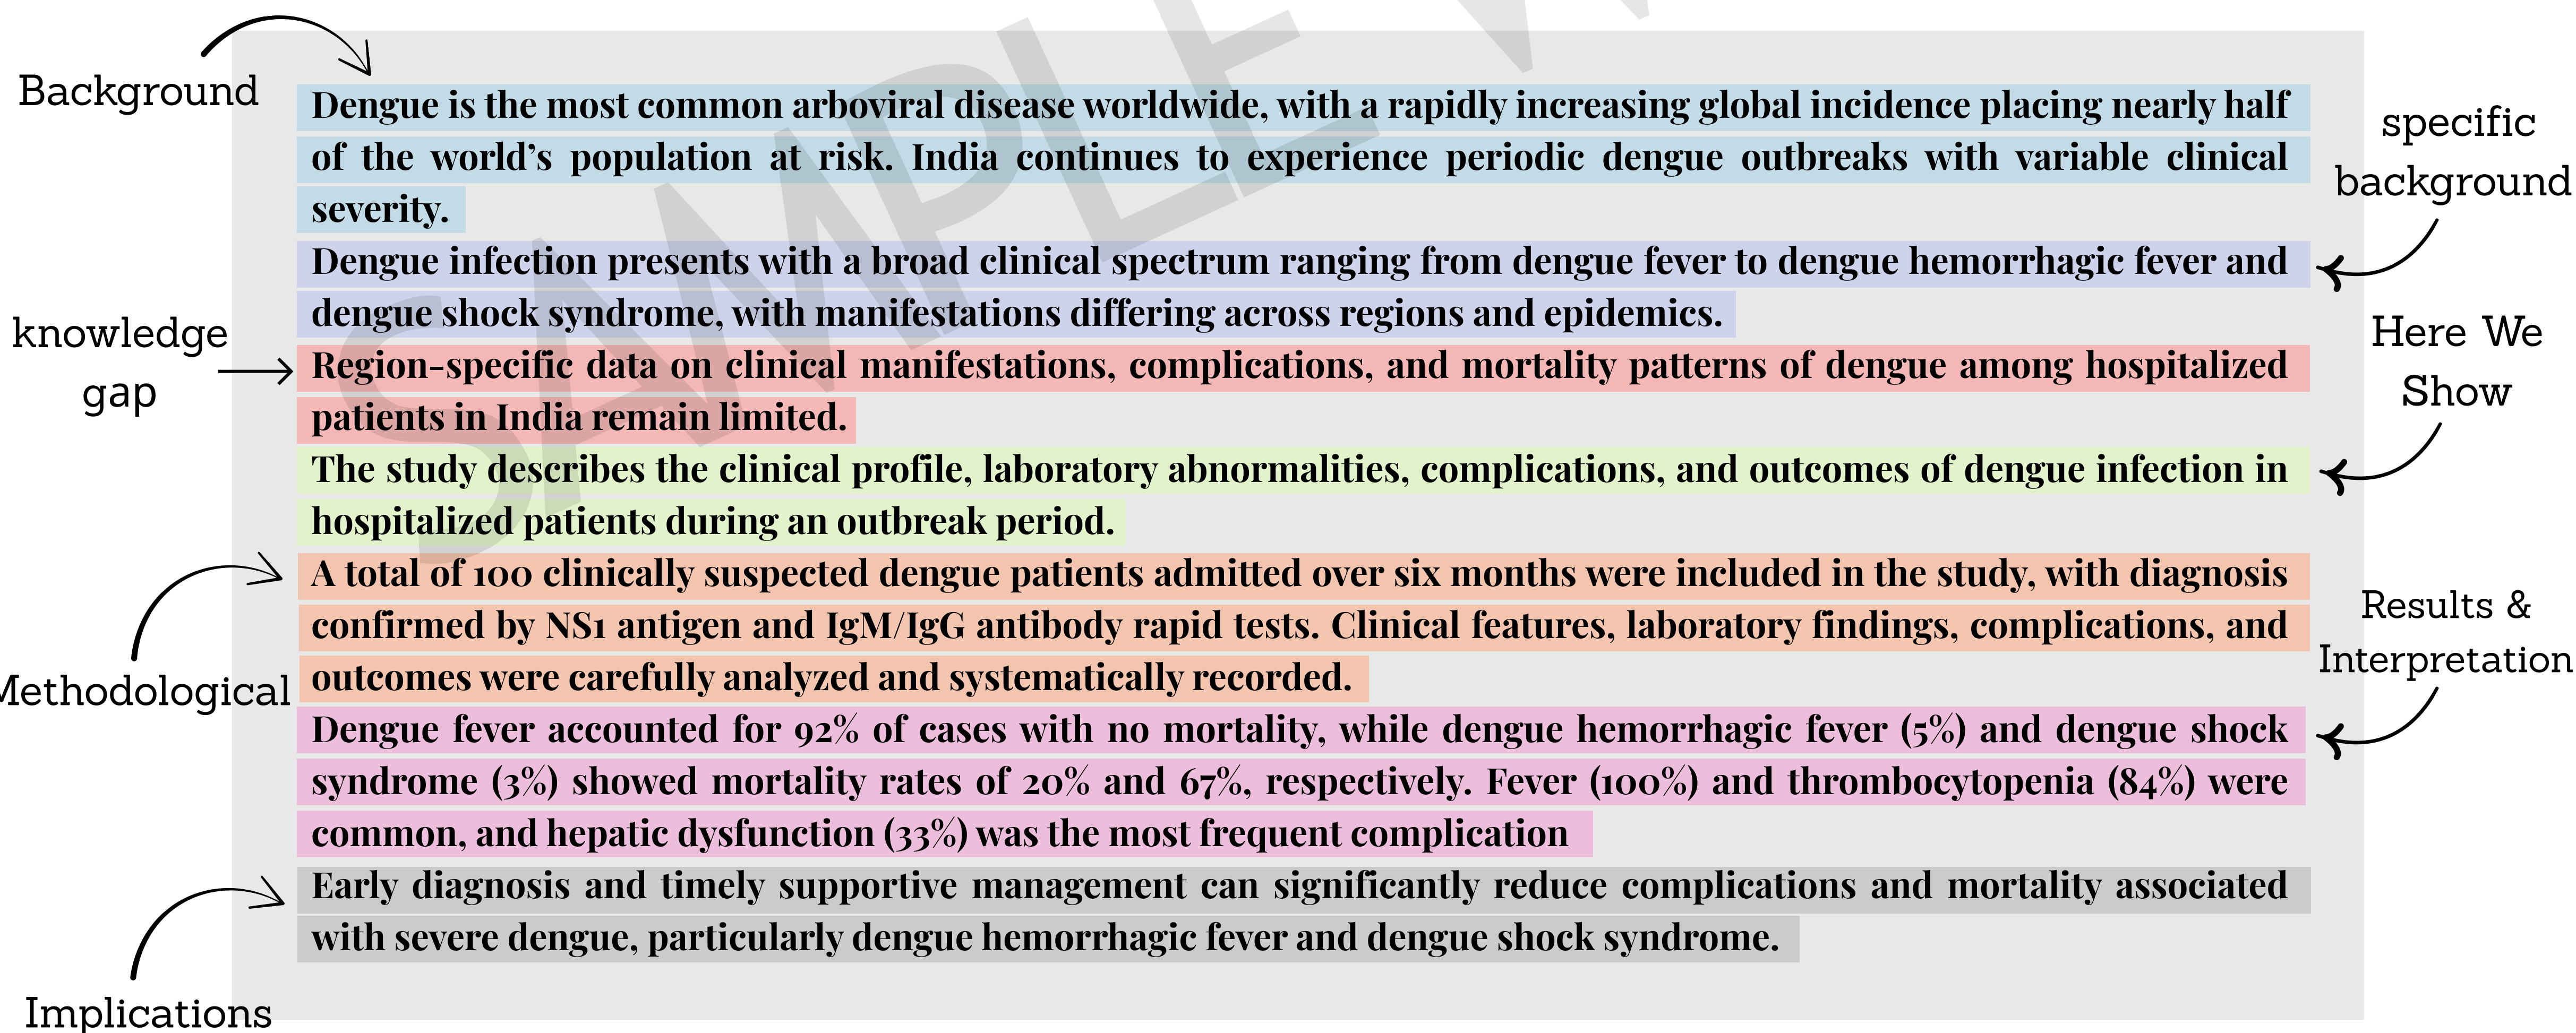 Background
Dengue is the most common arboviral disease worldwide, with a rapidly increasing global incidence placing nearly half
of the world's population at risk. India continues to experience periodic dengue outbreaks with variable clinical
severity.
specific
background
Dengue infection presents with a broad clinical spectrum ranging from dengue fever to dengue hemorrhagic fever and
dengue shock syndrome, with manifestations differing across regions and epidemics.
knowledge
gap
Region-specific data on clinical manifestations, complications, and mortality patterns of dengue among hospitalized
patients in India remain limited.
Here We
Show
The study describes the clinical profile, laboratory abnormalities, complications, and outcomes of dengue infection in
hospitalized patients during an outbreak period.
Methodological
A total of 100 clinically suspected dengue patients admitted over six months were included in the study, with diagnosis
confirmed by NS1 antigen and IgM/IgG antibody rapid tests. Clinical features, laboratory findings, complications, and
outcomes were carefully analyzed and systematically recorded.
Results &
Interpretation
Dengue fever accounted for 92% of cases with no mortality, while dengue hemorrhagic fever (5%) and dengue shock
syndrome (3%) showed mortality rates of 20% and 67%, respectively. Fever (100%) and thrombocytopenia (84%) were
common, and hepatic dysfunction (33%) was the most frequent complication
Implications
Early diagnosis and timely supportive management can significantly reduce complications and mortality associated
with severe dengue, particularly dengue hemorrhagic fever and dengue shock syndrome.
SAMPLE